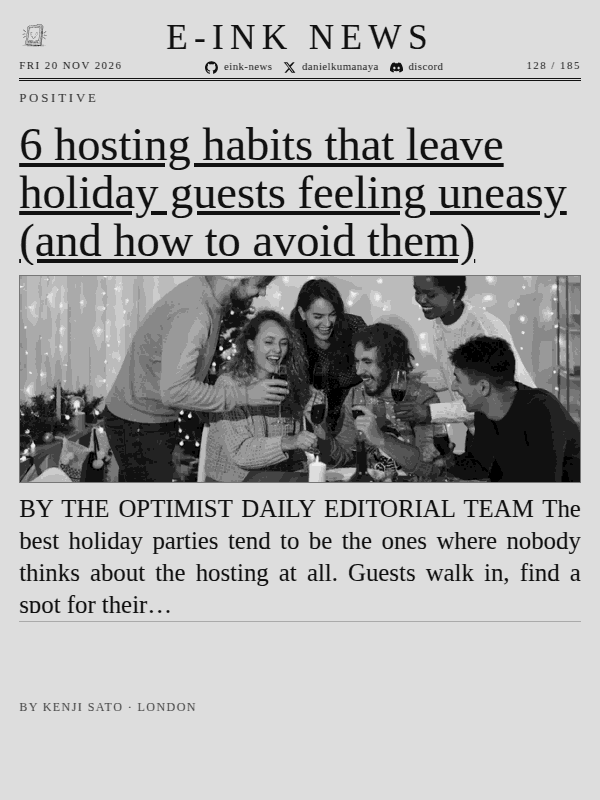 E-INK NEWS
FRI 20 NOV 2026
eink-news danielkumanaya discord
128 / 185
POSITIVE
6 hosting habits that leave
holiday guests feeling uneasy
(and how to avoid them)
BY THE OPTIMIST DAILY EDITORIAL TEAM The
best holiday parties tend to be the ones where nobody
thinks about the hosting at all. Guests walk in, find a
spot for their…
BY KENJI SATO · LONDON